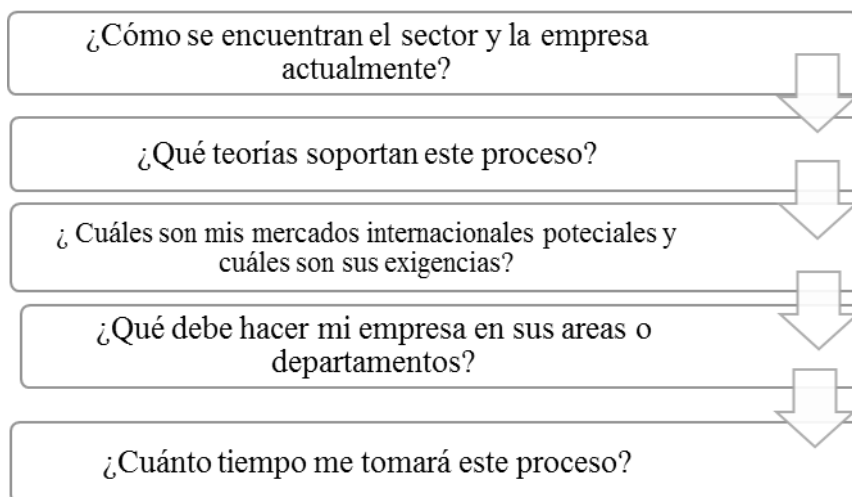 ¿Cómo se encuentran el sector y la empresa
actualmente?
¿Qué teorías soportan este proceso?
¿ Cuáles son mis mercados internacionales poteciales y
cuáles son sus exigencias?
¿Qué debe hacer mi empresa en sus areas o
departamentos?
¿Cuánto tiempo me tomará este proceso?